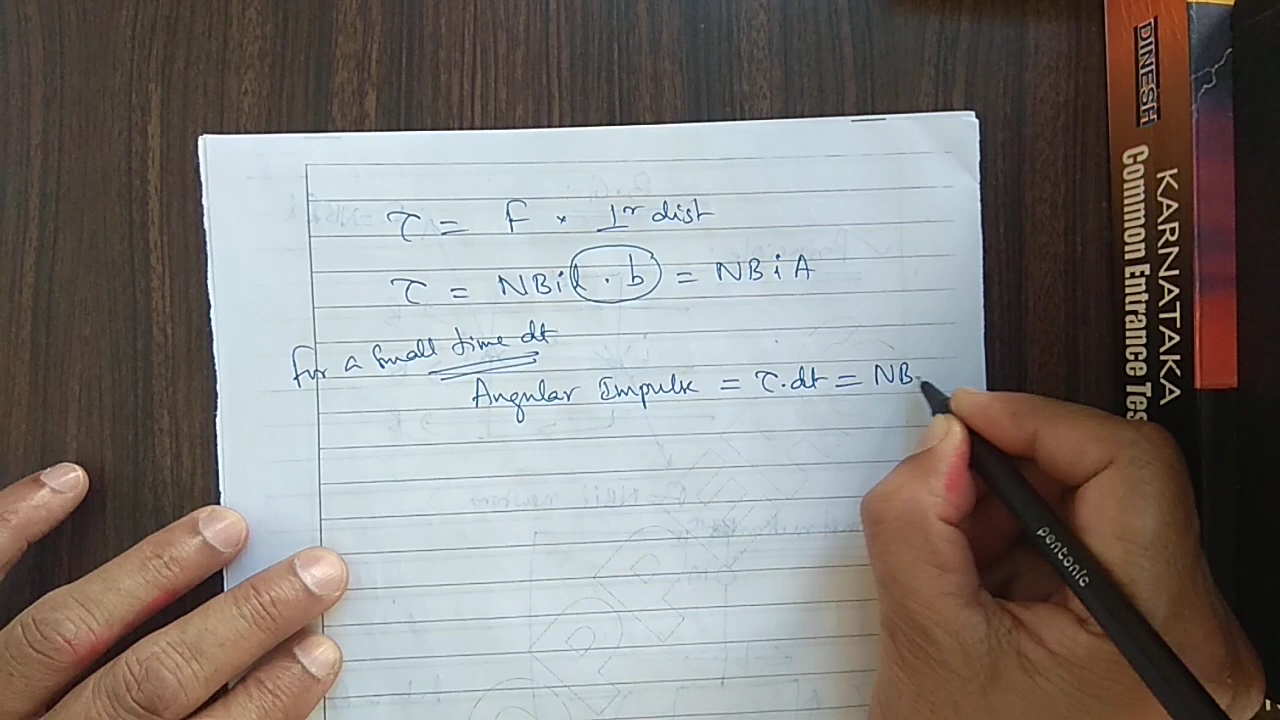 τ = F × ⊥r dist
τ = NBil . b = NBiA
for a small time dt
Angular Impulse = τ.dt = NB
pentonic
DINESH
KARNATAKA
Common Entrance Tes